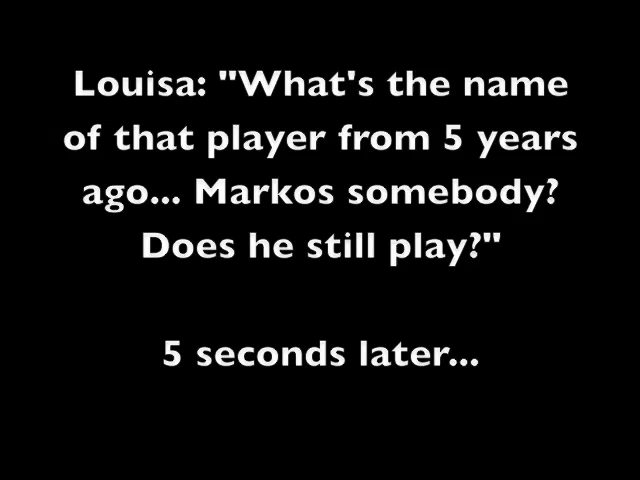 Louisa: "What's the name
of that player from 5 years
ago... Markos somebody?
Does he still play?"
5 seconds later...